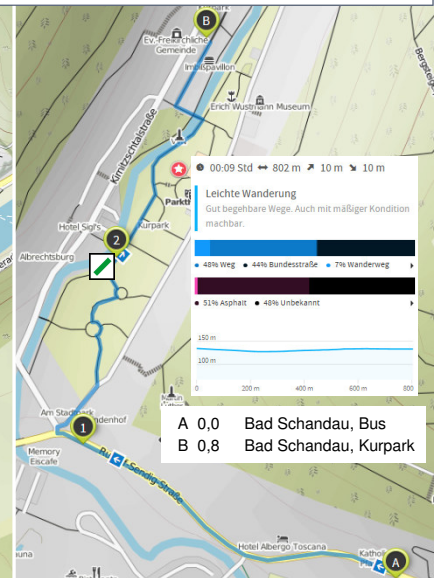 Kurpark
B
Ev.-Freikirchliche
Gemeinde
Imbißpavillon
Erich Wustmann Museum
Bergsteig
Kirnitzschtalstraße
00:09 Std 802 m 10 m 10 m
Leichte Wanderung
Gut begehbare Wege. Auch mit mäßiger Kondition
machbar.
48% Weg 44% Bundesstraße 7% Wanderweg
51% Asphalt 48% Unbekannt
150 m
100 m
0 200 m 400 m 600 m 800
Hotel Sigl's
2
Kurpark
Albrechtsburg
Am Stadtpark
1
Memory
Eiscafe
Rudolf-Sendig-Straße
A 0,0 Bad Schandau, Bus
B 0,8 Bad Schandau, Kurpark
Hotel Albergo Toscana
A